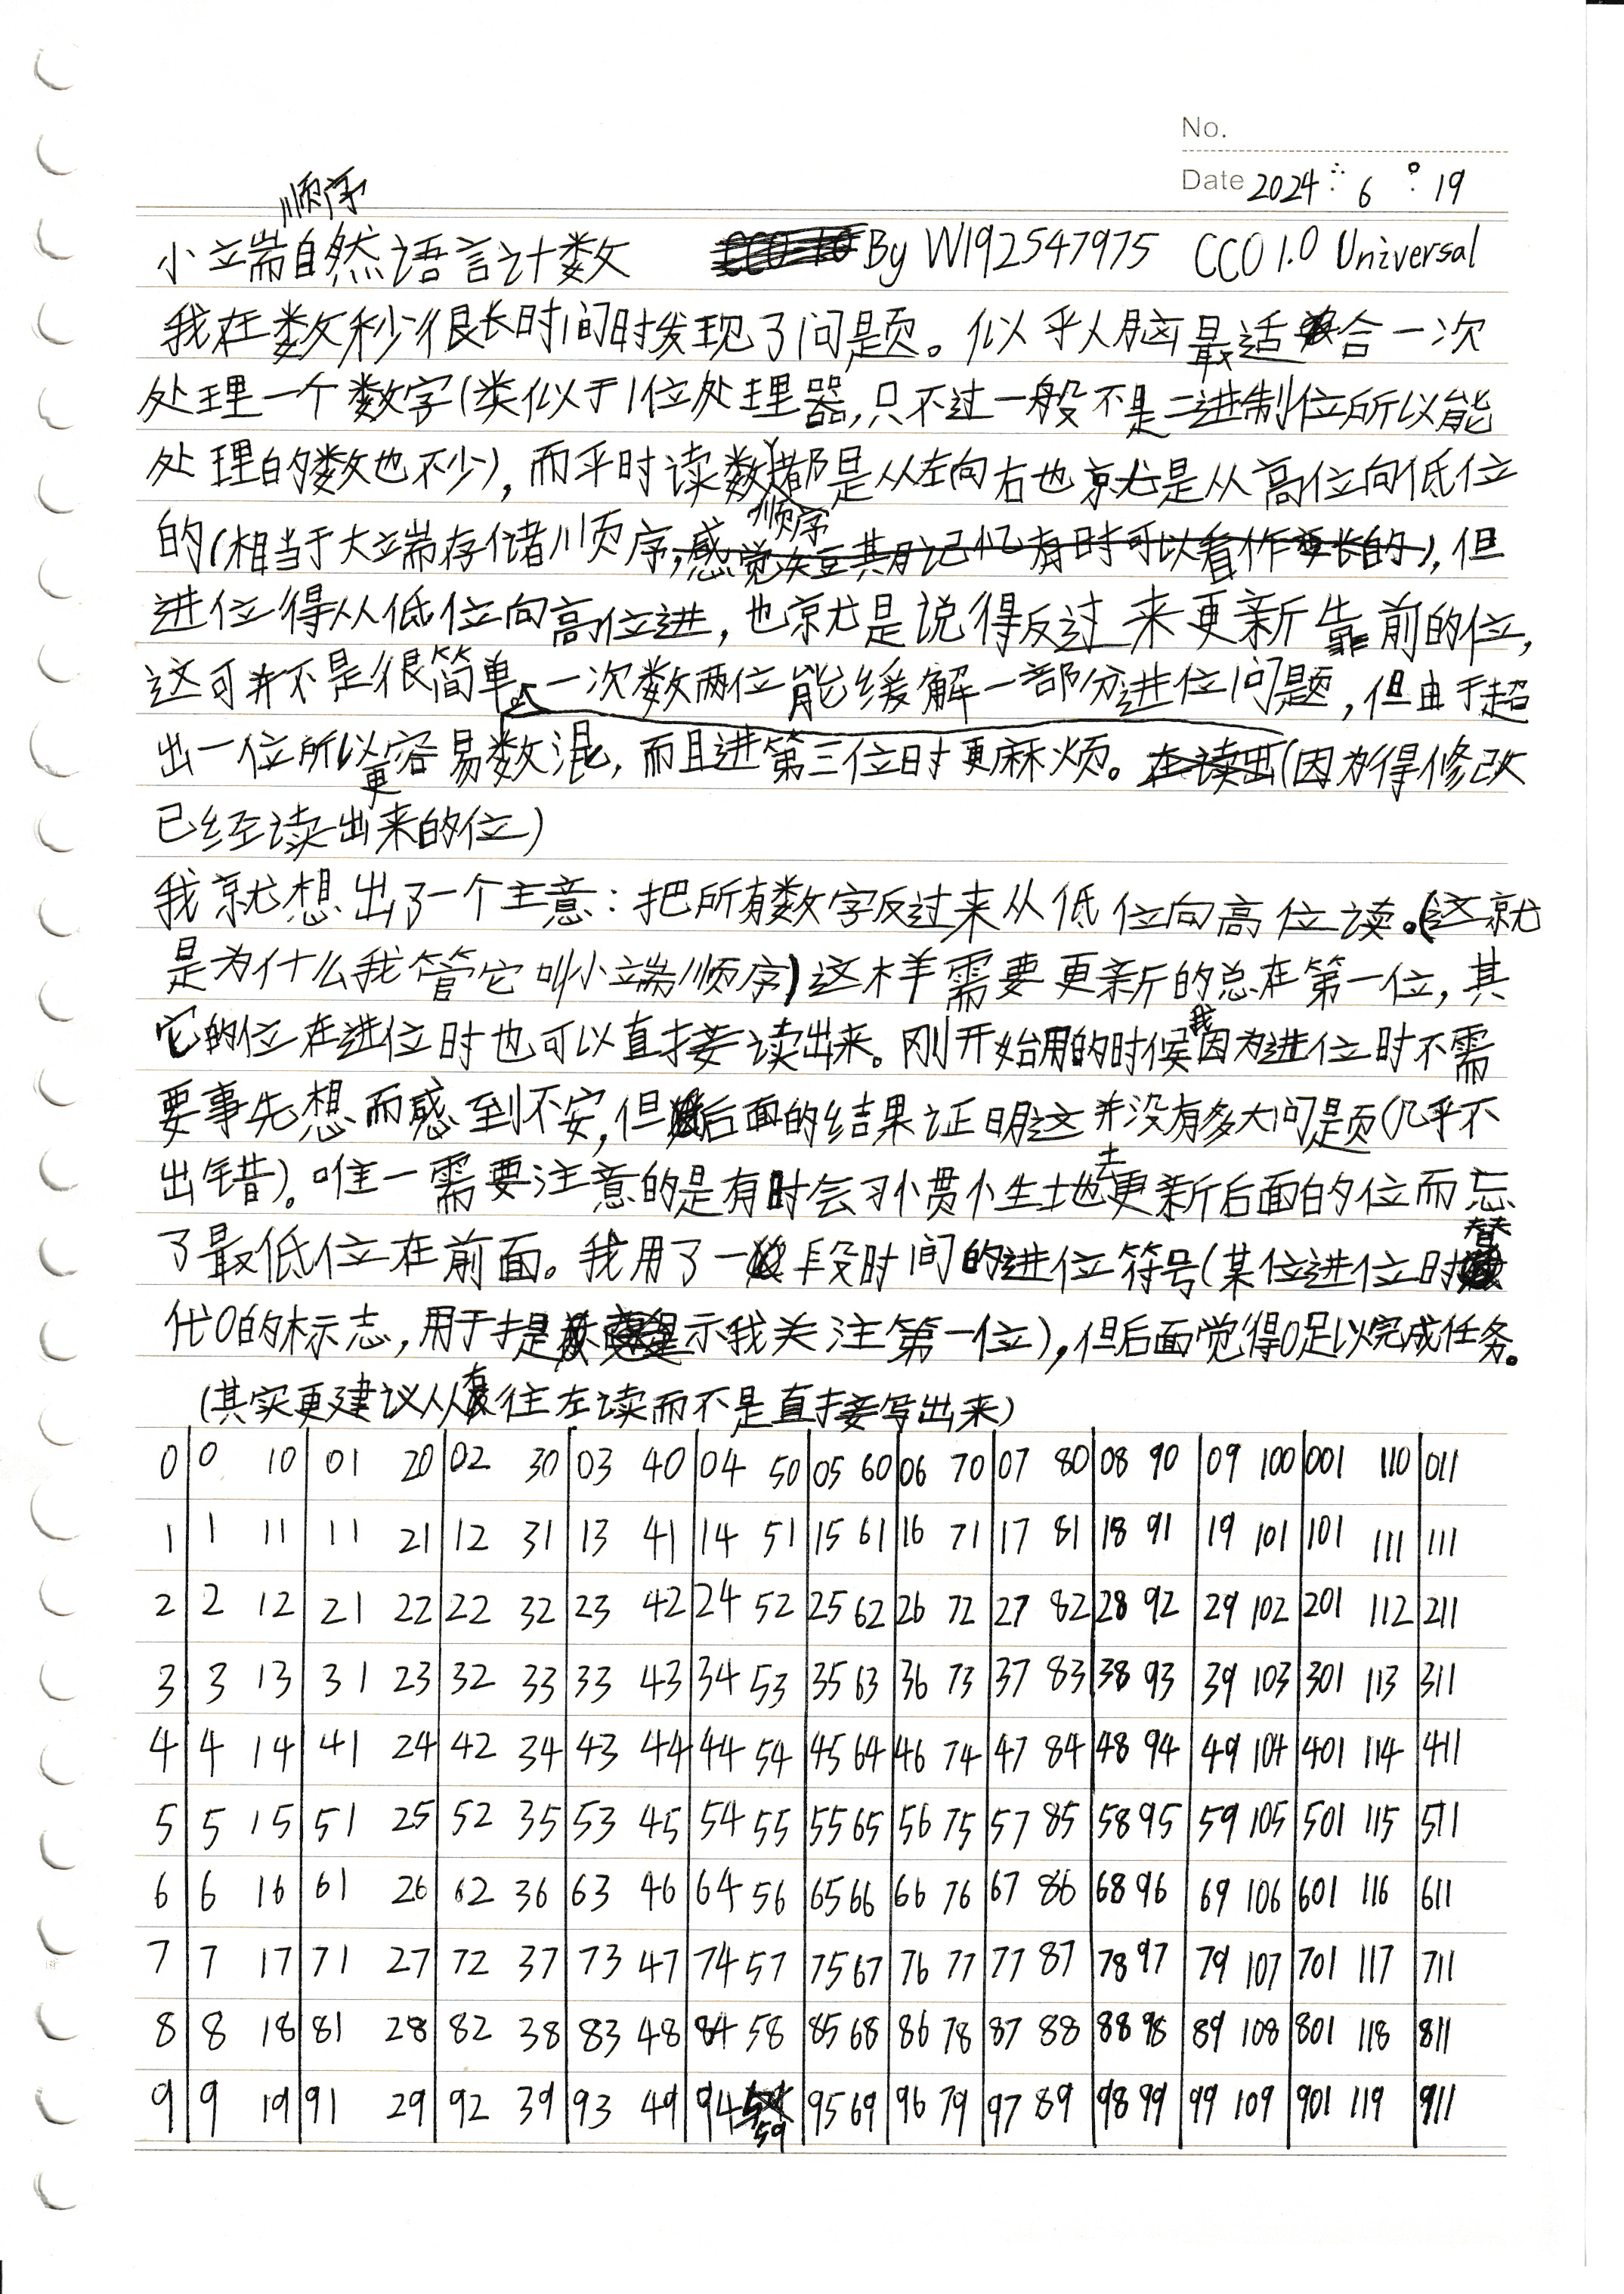 No.
Date 2024 6 19
顺序
小端自然语言计数 By W192547975 CC0 1.0 Universal
我在数秒很长时间时发现了问题。似乎人脑最适合一次
处理一个数字(类似于1位处理器,只不过一般不是二进制位所以能
处理的数也不少),而平时读数都是从左向右也就是从高位向低位
顺序
的(相当于大端存储顺序,感觉矢豆其月记忆有时可以看作更长的),但
进位得从低位向高位进,也就是说得反过来更新靠前的位,
这可并不是很简单。一次数两位能缓解一部分进位问题,但由于超
出一位所以更容易数混,而且进第三位时更麻烦。在读出(因为得修改
已经读出来的位)
我就想出了一个主意:把所有数字反过来从低位向高位读。(这就
是为什么我管它叫小端顺序)这样需要更新的总在第一位,其
它的位在进位时也可以直接读出来。刚开始用的时候我因为进位时不需
要事先想而感到不安,但后面的结果证明这并没有多大问题(几乎不
出错)。唯一需要注意的是有时会习惯性地去更新后面的位而忘
了最低位在前面。我用了一段时间的进位符号(某位进位时替
代0的标志,用于提示我关注第一位),但后面觉得0足以完成任务。
(其实更建议从右往左读而不是直接写出来)
0 0 10 01 20 02 30 03 40 04 50 05 60 06 70 07 80 08 90 09 100 001 110 011
1 1 11 11 21 12 31 13 41 14 51 15 61 16 71 17 81 18 91 19 101 101 111 111
2 2 12 21 22 22 32 23 42 24 52 25 62 26 72 27 82 28 92 29 102 201 112 211
3 3 13 31 23 32 33 33 43 34 53 35 63 36 73 37 83 38 93 39 103 301 113 311
4 4 14 41 24 42 34 43 44 44 54 45 64 46 74 47 84 48 94 49 104 401 114 411
5 5 15 51 25 52 35 53 45 54 55 55 65 56 75 57 85 58 95 59 105 501 115 511
6 6 16 61 26 62 36 63 46 64 56 65 66 66 76 67 86 68 96 69 106 601 116 611
7 7 17 71 27 72 37 73 47 74 57 75 67 76 77 77 87 78 97 79 107 701 117 711
8 8 18 81 28 82 38 83 48 84 58 85 68 86 78 87 88 88 98 89 108 801 118 811
9 9 19 91 29 92 39 93 49 94 59 95 69 96 79 97 89 98 99 99 109 901 119 911